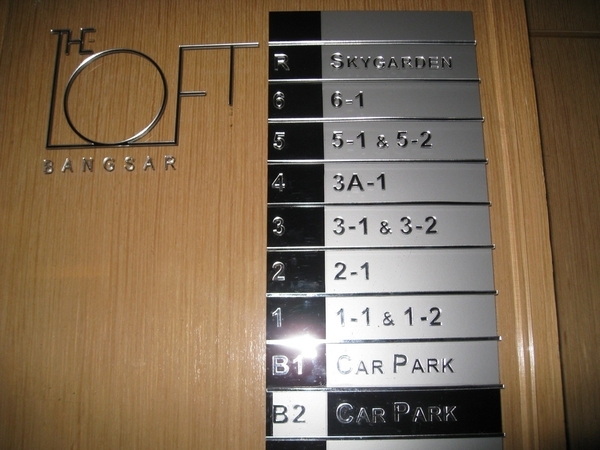 THE
LOFT
BANGSAR
R SKYGARDEN
6 6-1
5 5-1 & 5-2
4 3A-1
3 3-1 & 3-2
2 2-1
1 1-1 & 1-2
B1 CAR PARK
B2 CAR PARK